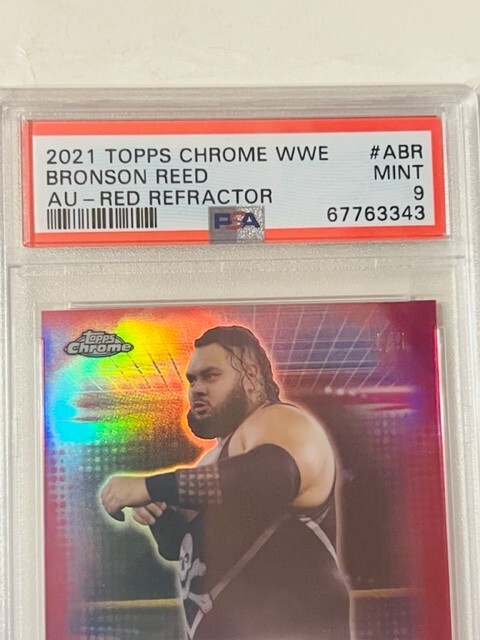 2021 TOPPS CHROME WWE #ABR
BRONSON REED MINT
AU - RED REFRACTOR 9
PSA 67763343
Topps
Chrome